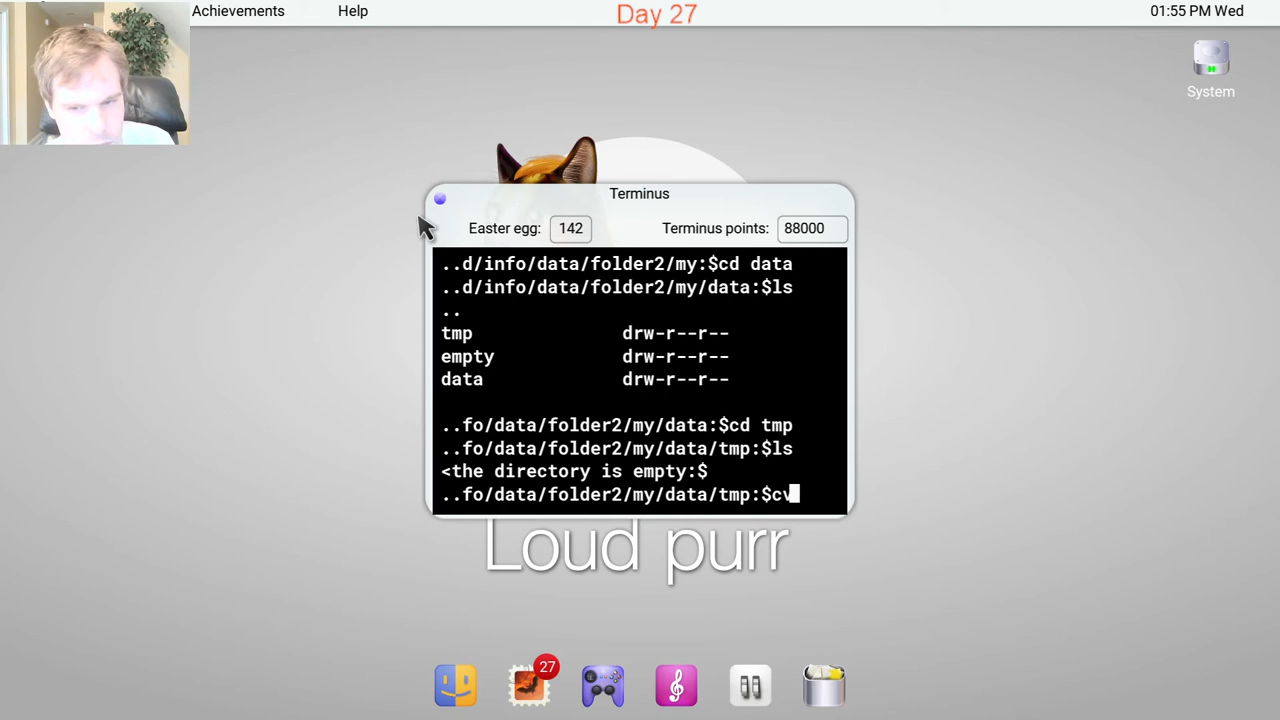 Achievements Help Day 27 01:55 PM Wed
System
Terminus
Easter egg: 142 Terminus points: 88000
..d/info/data/folder2/my:$cd data
..d/info/data/folder2/my/data:$ls
..
tmp drw-r--r--
empty drw-r--r--
data drw-r--r--
..fo/data/folder2/my/data:$cd tmp
..fo/data/folder2/my/data/tmp:$ls
<the directory is empty:$
..fo/data/folder2/my/data/tmp:$cv
Loud purr
27